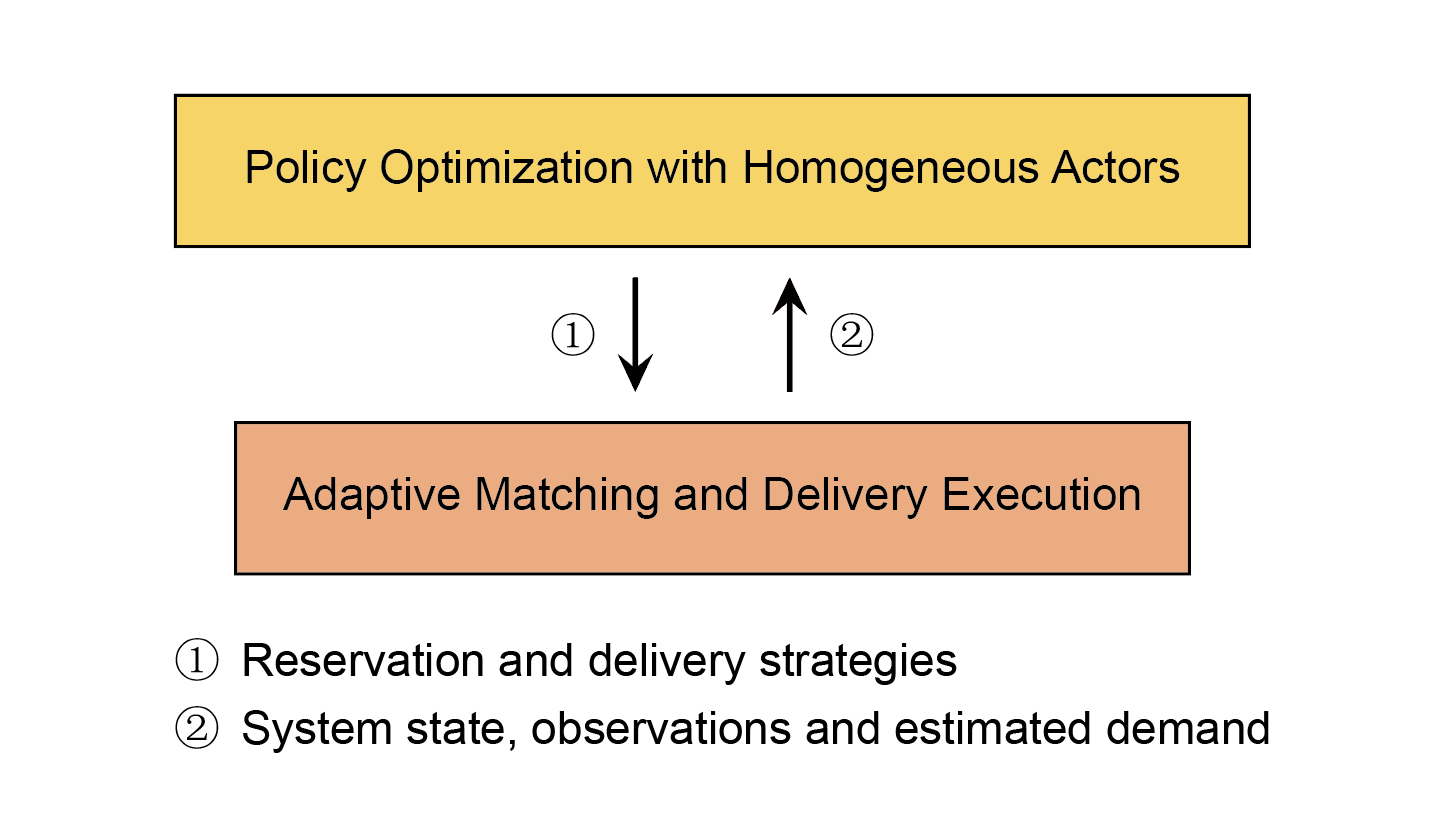 Policy Optimization with Homogeneous Actors
① ②
Adaptive Matching and Delivery Execution
① Reservation and delivery strategies
② System state, observations and estimated demand